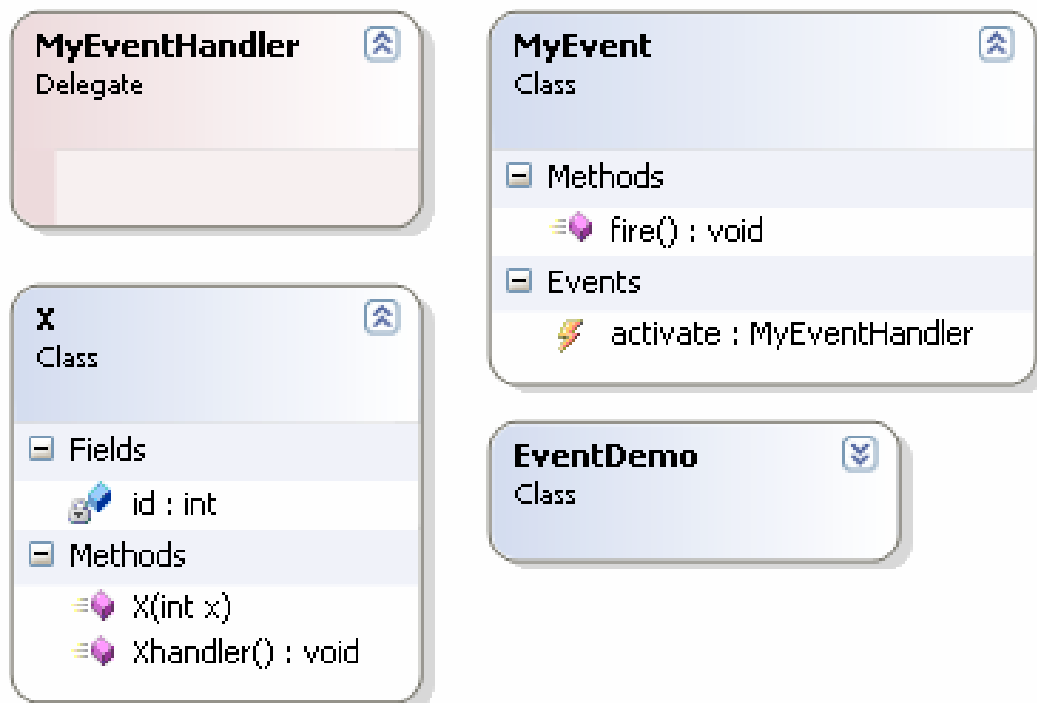 MyEventHandler
Delegate
MyEvent
Class
Methods
fire() : void
Events
activate : MyEventHandler
X
Class
Fields
id : int
Methods
X(int x)
Xhandler() : void
EventDemo
Class